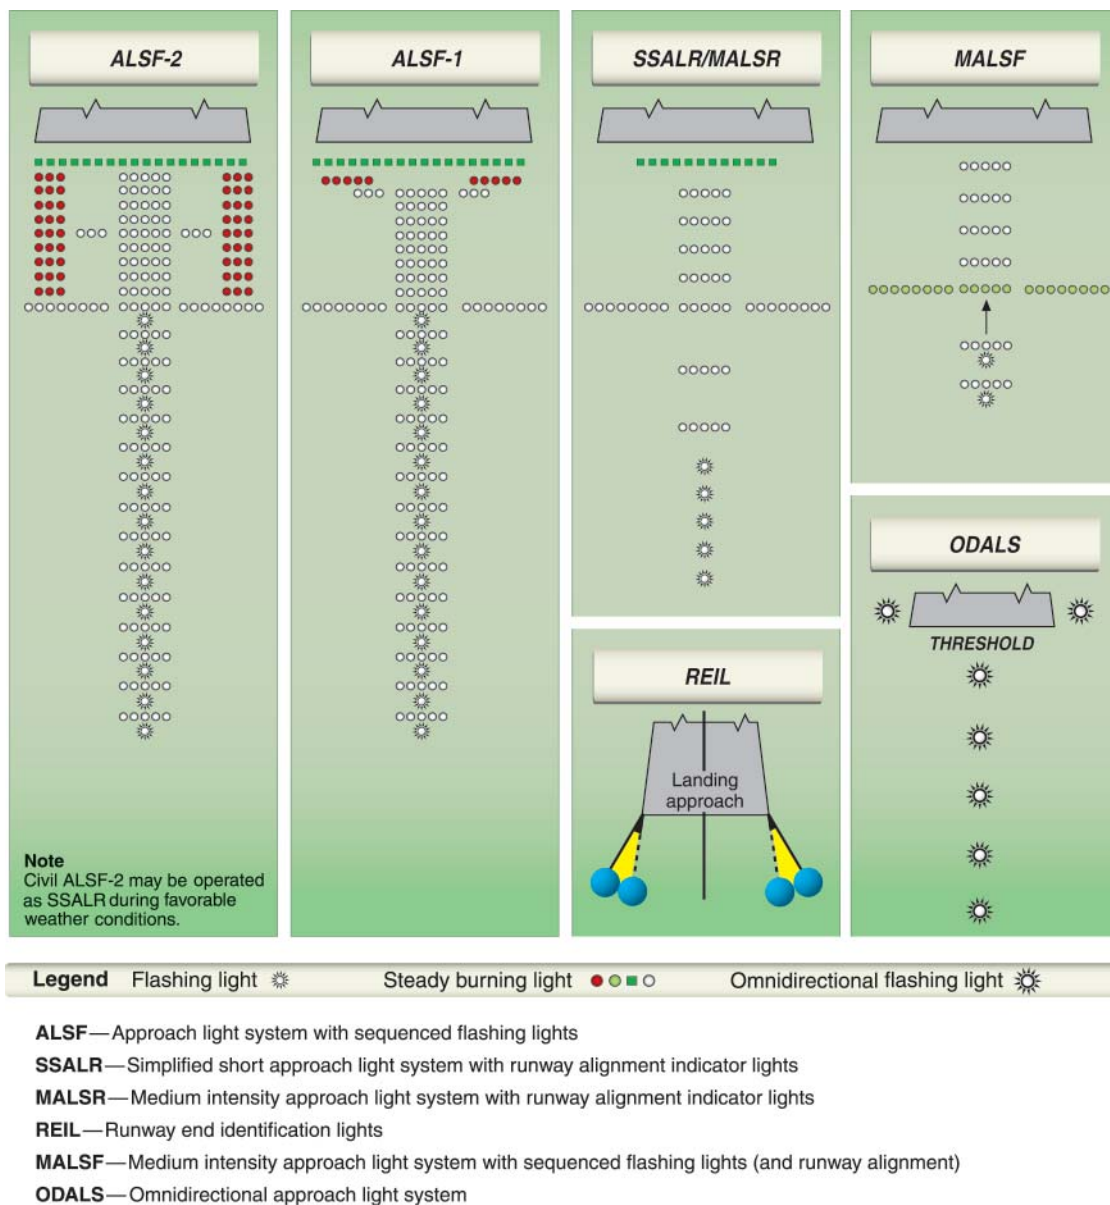 ALSF-2
ALSF-1
SSALR/MALSR
MALSF
ODALS
THRESHOLD
REIL
Landing
approach
Note
Civil ALSF-2 may be operated
as SSALR during favorable
weather conditions.
Legend Flashing light Steady burning light Omnidirectional flashing light
ALSF—Approach light system with sequenced flashing lights
SSALR—Simplified short approach light system with runway alignment indicator lights
MALSR—Medium intensity approach light system with runway alignment indicator lights
REIL—Runway end identification lights
MALSF—Medium intensity approach light system with sequenced flashing lights (and runway alignment)
ODALS—Omnidirectional approach light system